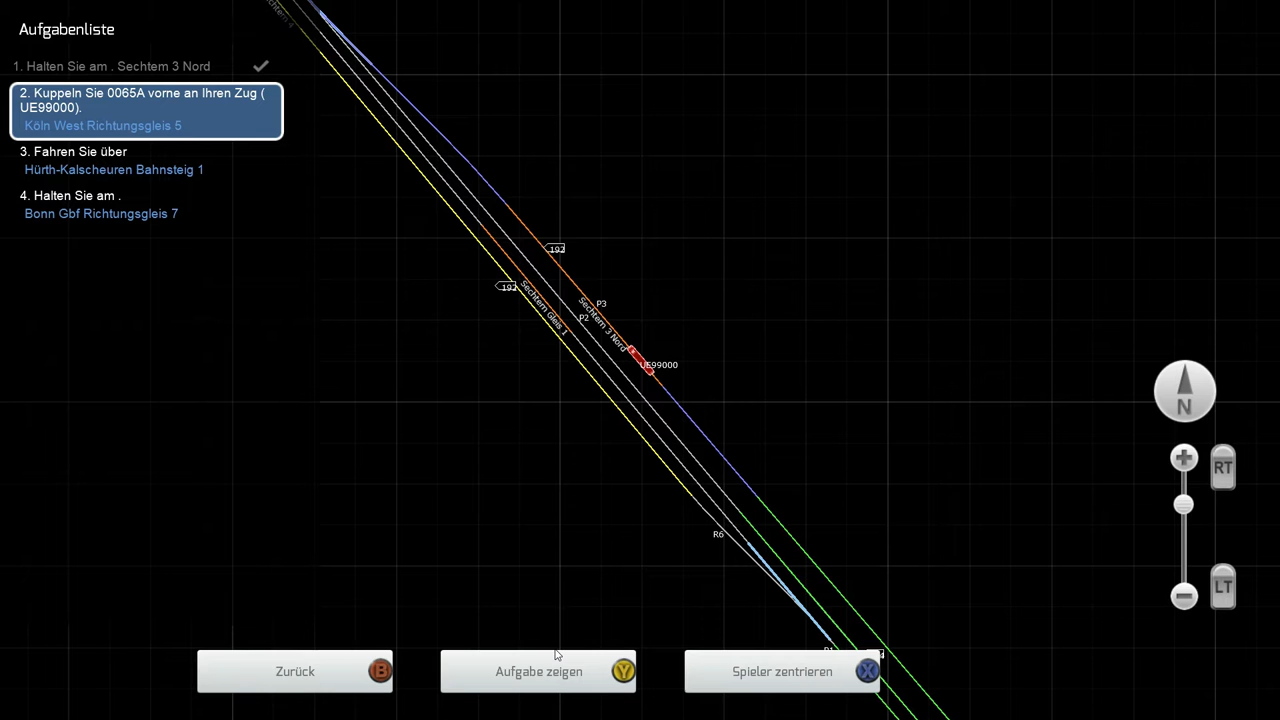 Aufgabenliste
1. Halten Sie am . Sechtem 3 Nord
2. Kuppeln Sie 0065A vorne an Ihren Zug (
UE99000).
Köln West Richtungsgleis 5
3. Fahren Sie über
Hürth-Kalscheuren Bahnsteig 1
4. Halten Sie am .
Bonn Gbf Richtungsgleis 7
Sechtem 4
192
192
Sechtem Gleis 1
P2
P3
Sechtem 3 Nord
UE99000
R6
N
RT
LT
Zurück B
Aufgabe zeigen Y
Spieler zentrieren X